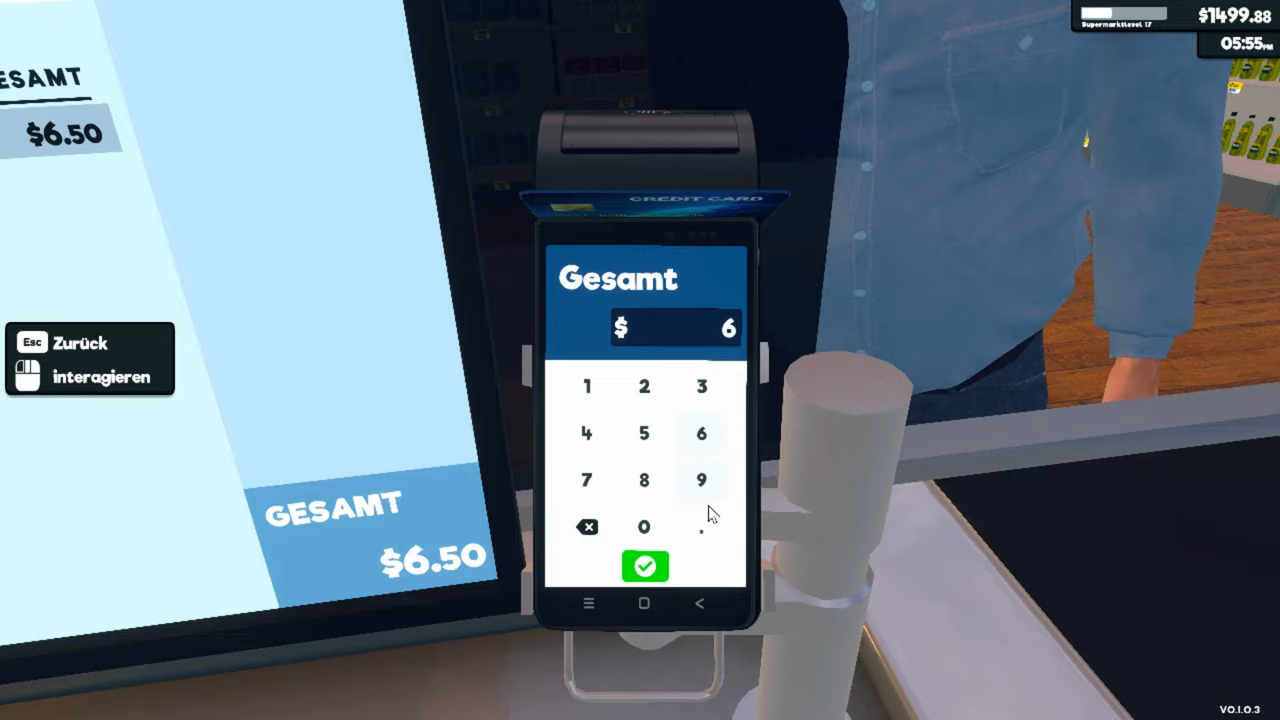 $1499.88
Supermarktlevel 17
05:55PM
ESAMT
$6.50
CREDIT CARD
Gesamt
$ 6
Esc Zurück
interagieren
1 2 3
4 5 6
7 8 9
0 .
GESAMT
$6.50
V0.1.0.3